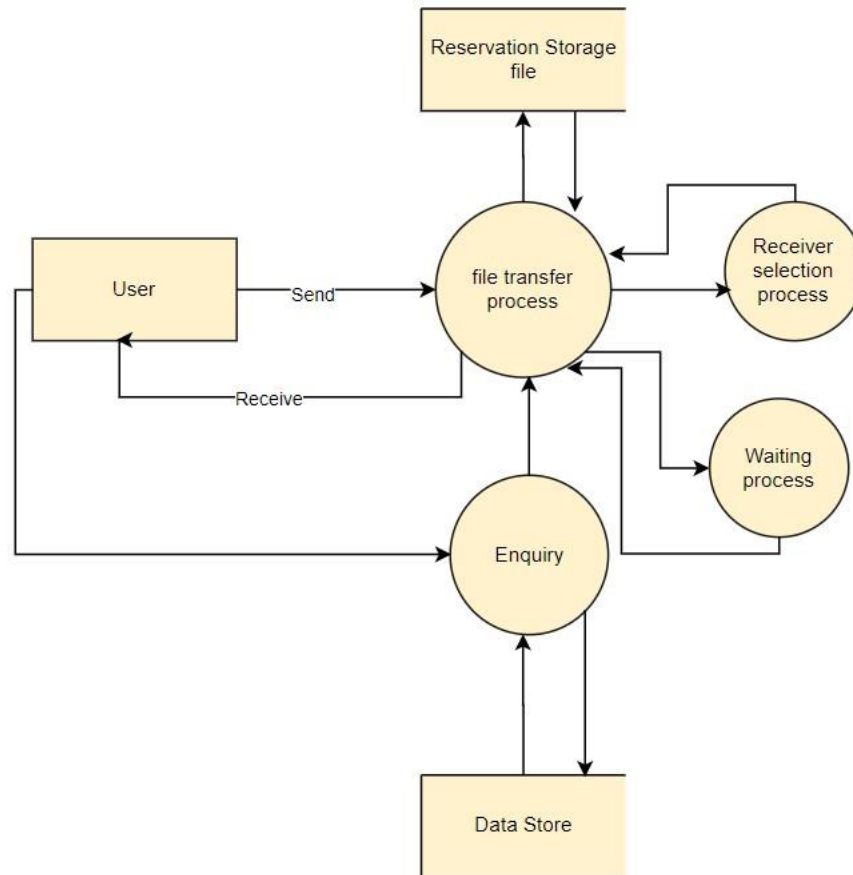 Reservation Storage
file
User
Send
file transfer
process
Receiver
selection
process
Receive
Waiting
process
Enquiry
Data Store